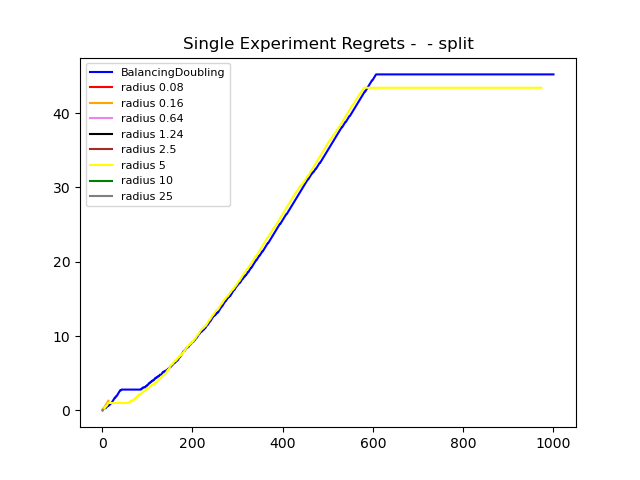 Single Experiment Regrets -  - split
BalancingDoubling
radius 0.08
radius 0.16
radius 0.64
radius 1.24
radius 2.5
radius 5
radius 10
radius 25
40
30
20
10
0
0 200 400 600 800 1000